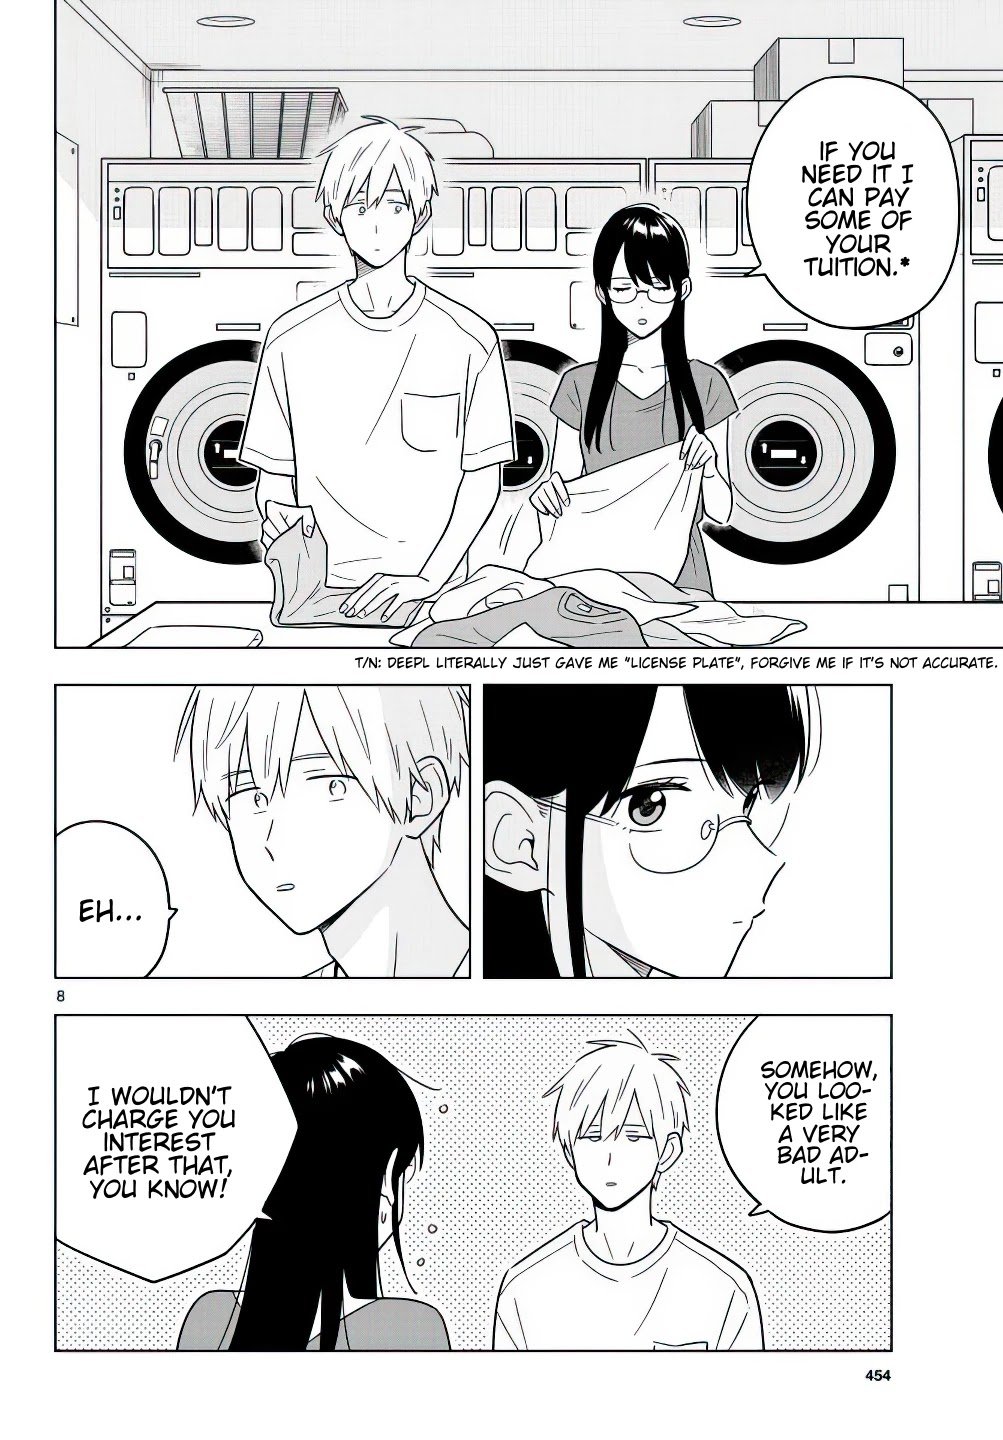 IF YOU
NEED IT I
CAN PAY
SOME OF
YOUR
TUITION.*
T/N: DEEPL LITERALLY JUST GAVE ME "LICENSE PLATE", FORGIVE ME IF IT'S NOT ACCURATE.
EH...
8
SOMEHOW,
YOU LOO-
KED LIKE
A VERY
BAD AD-
ULT.
I WOULDN'T
CHARGE YOU
INTEREST
AFTER THAT,
YOU KNOW!
454